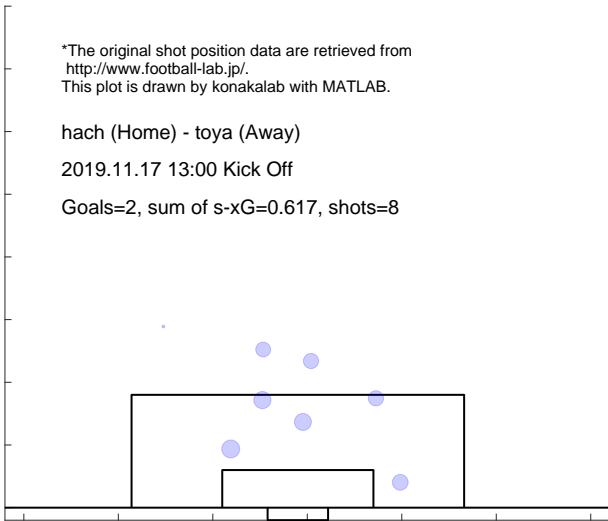 *The original shot position data are retrieved from
http://www.football-lab.jp/.
This plot is drawn by konakalab with MATLAB.
hach (Home) - toya (Away)
2019.11.17 13:00 Kick Off
Goals=2, sum of s-xG=0.617, shots=8